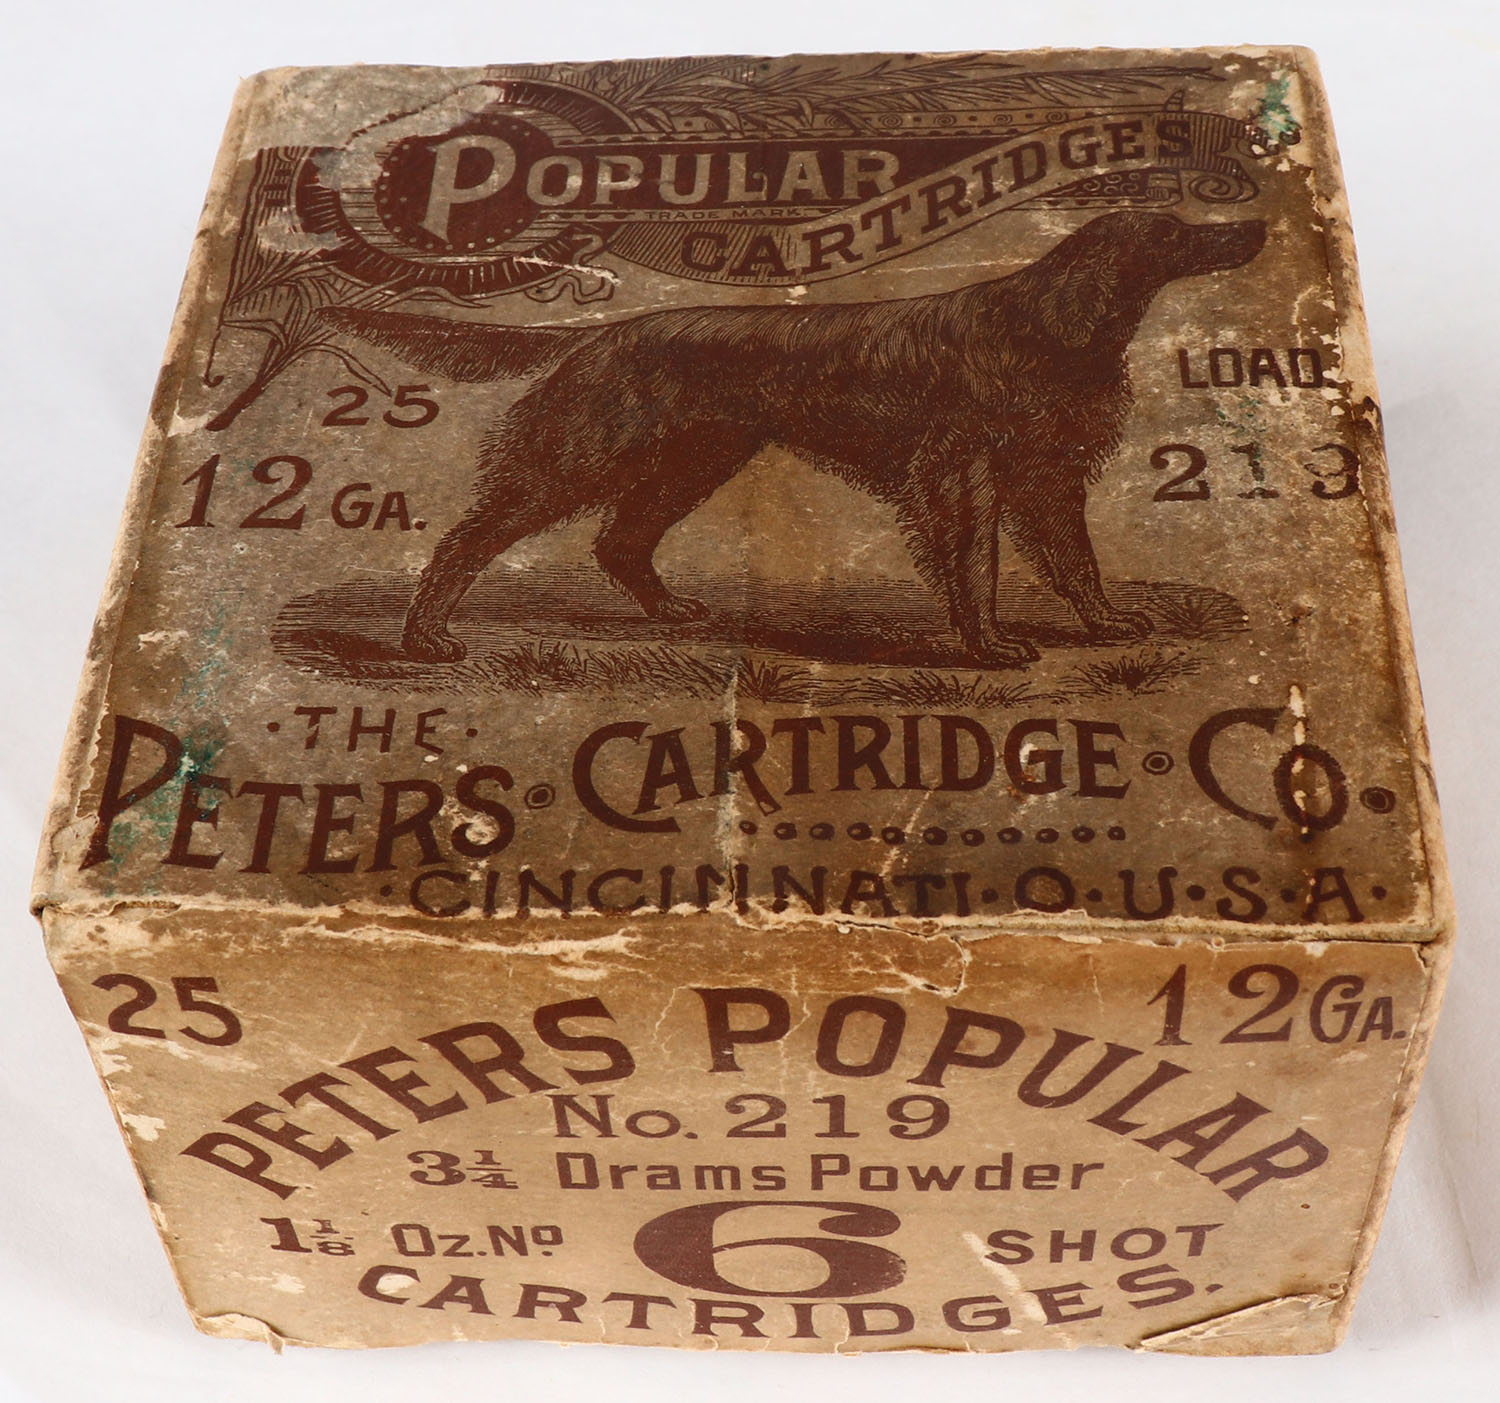 POPULAR
TRADE MARK.
CARTRIDGES
25
12 GA.
LOAD.
219
·THE·
PETERS · CARTRIDGE · CO ·
·CINCINNATI·O·U·S·A·
25
12 GA.
PETERS POPULAR
No. 219
3¼ Drams Powder
1⅛ Oz. No 6 SHOT
CARTRIDGES.